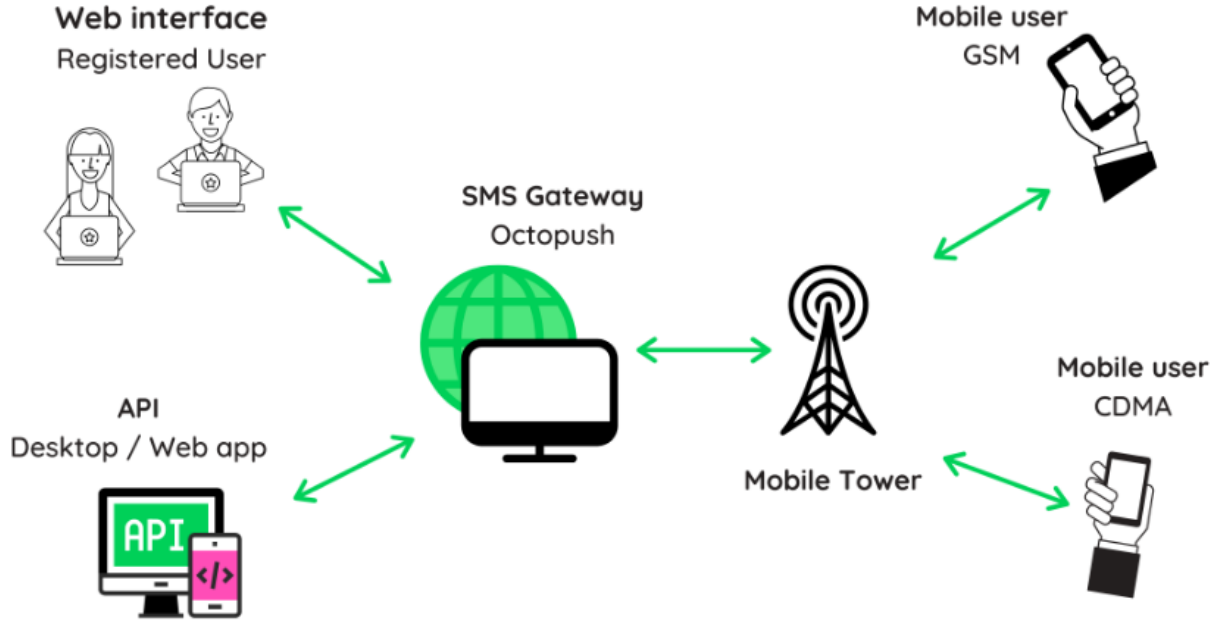 Web interface
Registered User
Mobile user
GSM
SMS Gateway
Octopush
Mobile user
CDMA
API
Desktop / Web app
Mobile Tower
API
</>